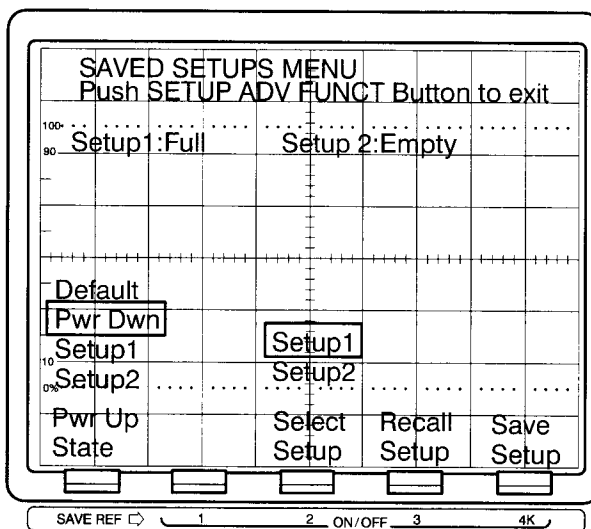 SAVED SETUPS MENU
Push SETUP ADV FUNCT Button to exit
100
Setup1:Full Setup 2:Empty
90
Default
Pwr Dwn
Setup1 Setup1
10
Setup2 Setup2
0%
Pwr Up Select Recall Save
State Setup Setup Setup
SAVE REF 1 2 ON/OFF 3 4K